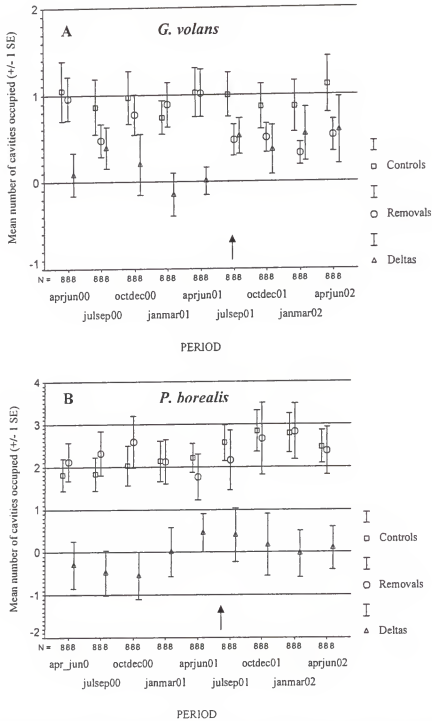 A
G. volans
Mean number of cavities occupied (+/- 1 SE)
2
1
0
-1
Controls
Removals
Deltas
N = 888 888 888 888 888 888 888 888 888
aprjun00 octdec00 aprjun01 octdec01 aprjun02
julsep00 janmar01 julsep01 janmar02
PERIOD
B
P. borealis
Mean number of cavities occupied (+/- 1 SE)
4
3
2
1
0
-1
-2
Controls
Removals
Deltas
N = 888 888 888 888 888 888 888 888 888
apr_jun0 octdec00 aprjun01 octdec01 aprjun02
julsep00 janmar01 julsep01 janmar02
PERIOD